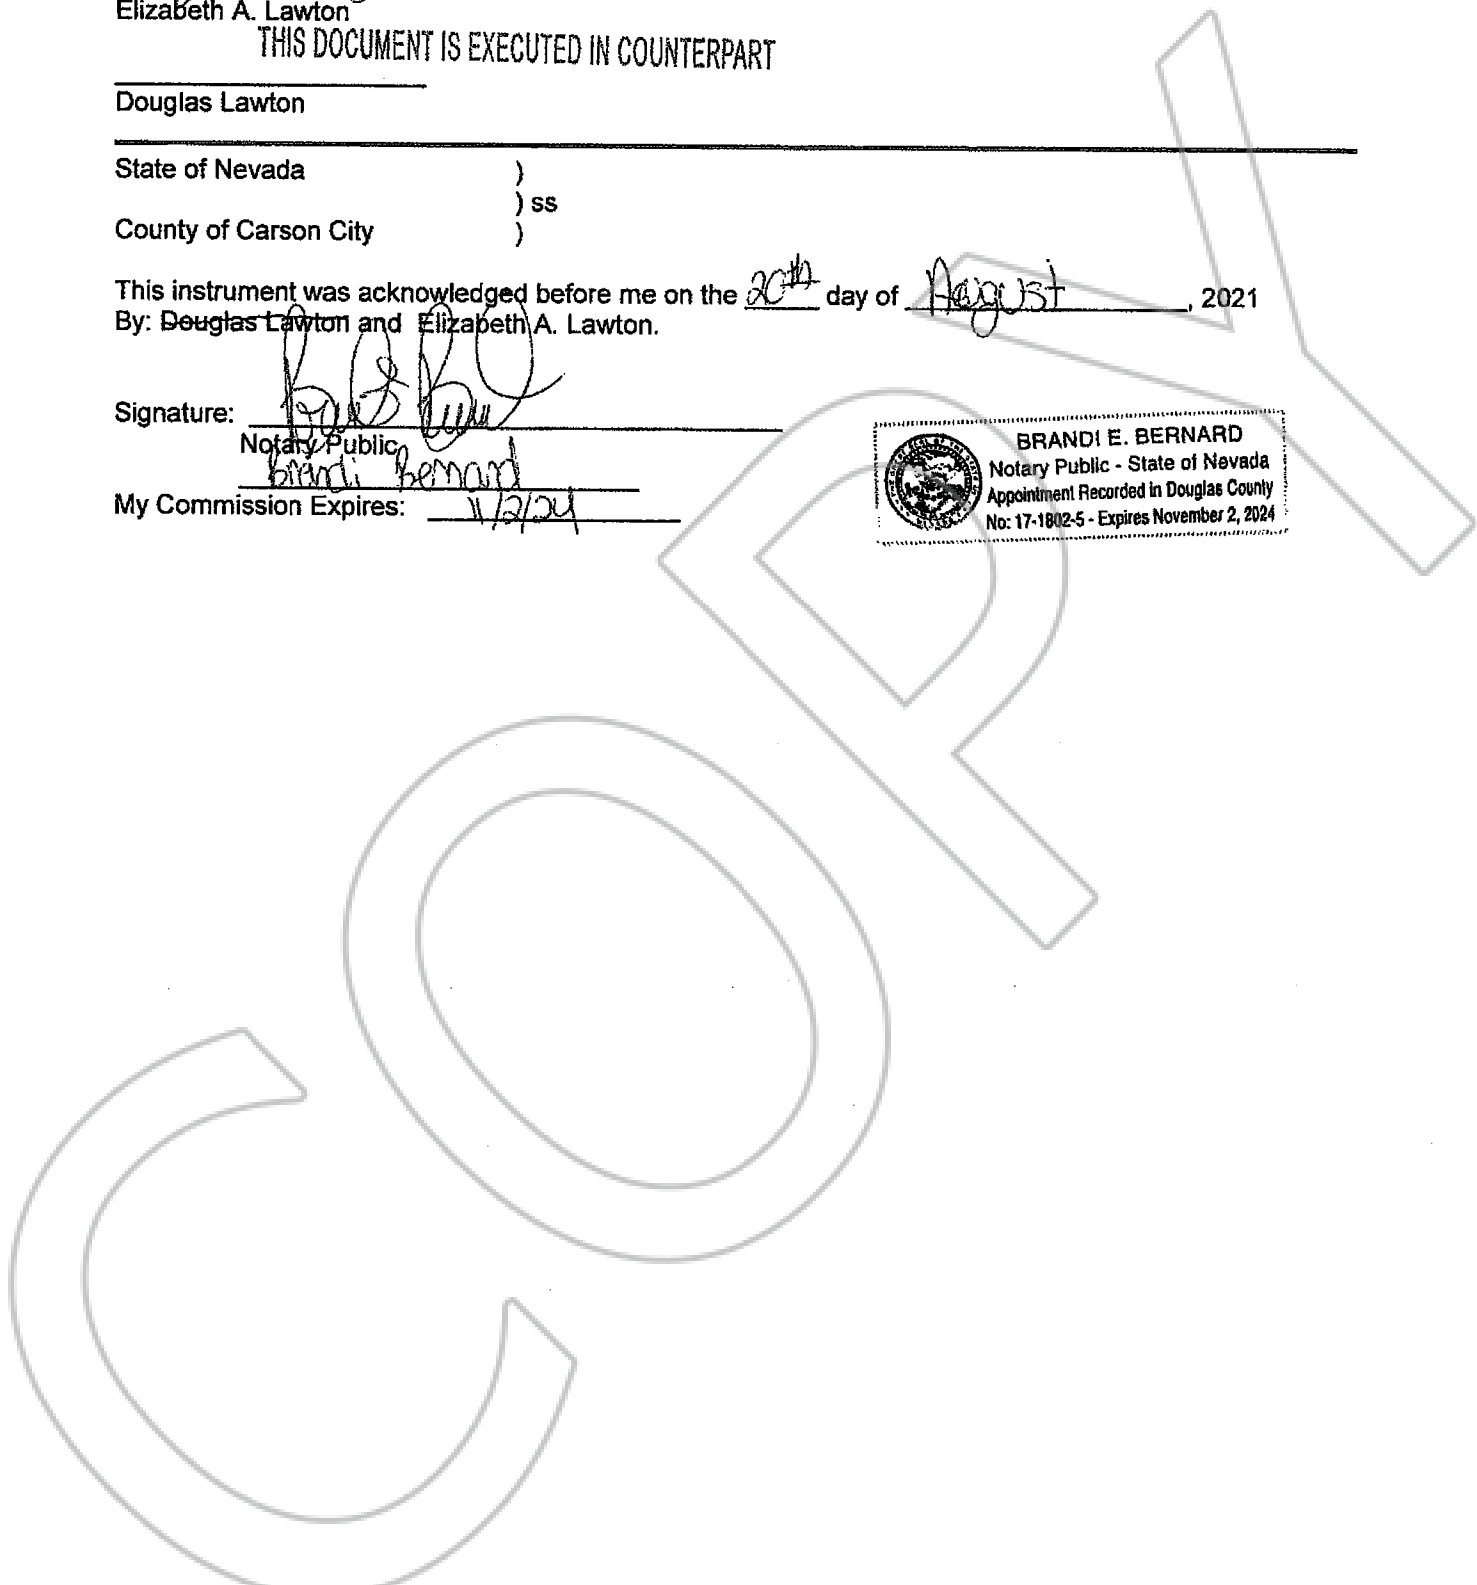 Elizabeth A. Lawton
THIS DOCUMENT IS EXECUTED IN COUNTERPART
Douglas Lawton
State of Nevada )
) ss
County of Carson City )
This instrument was acknowledged before me on the 20th day of August, 2021
By: Douglas Lawton and Elizabeth A. Lawton.
Signature:
Notary Public
Brandi Bernard
My Commission Expires: 11/2/24
BRANDI E. BERNARD
Notary Public - State of Nevada
Appointment Recorded in Douglas County
No: 17-1802-5 - Expires November 2, 2024
COPY